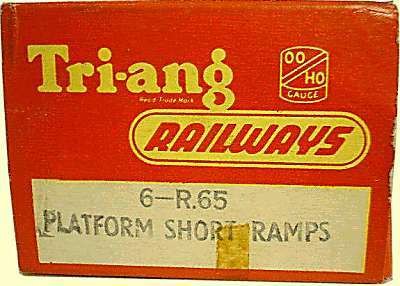 Tri-ang
Regd Trade Mark
OO
HO
GAUGE
RAILWAYS
6-R.65
PLATFORM SHORT RAMPS